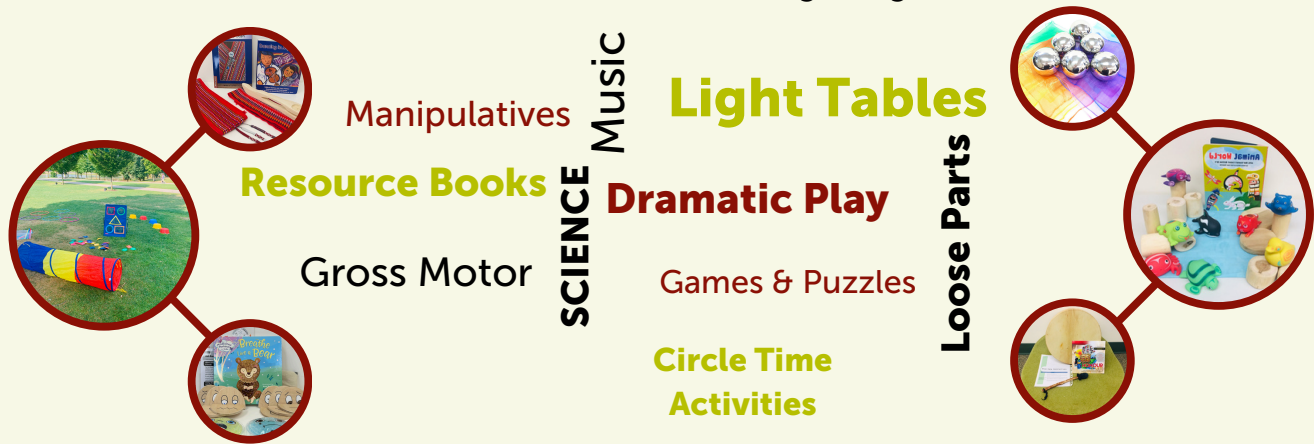 Music
Light Tables
Manipulatives
Resource Books
SCIENCE
Dramatic Play
Loose Parts
Gross Motor
Games & Puzzles
Circle Time
Activities
Breathe
Like a Bear